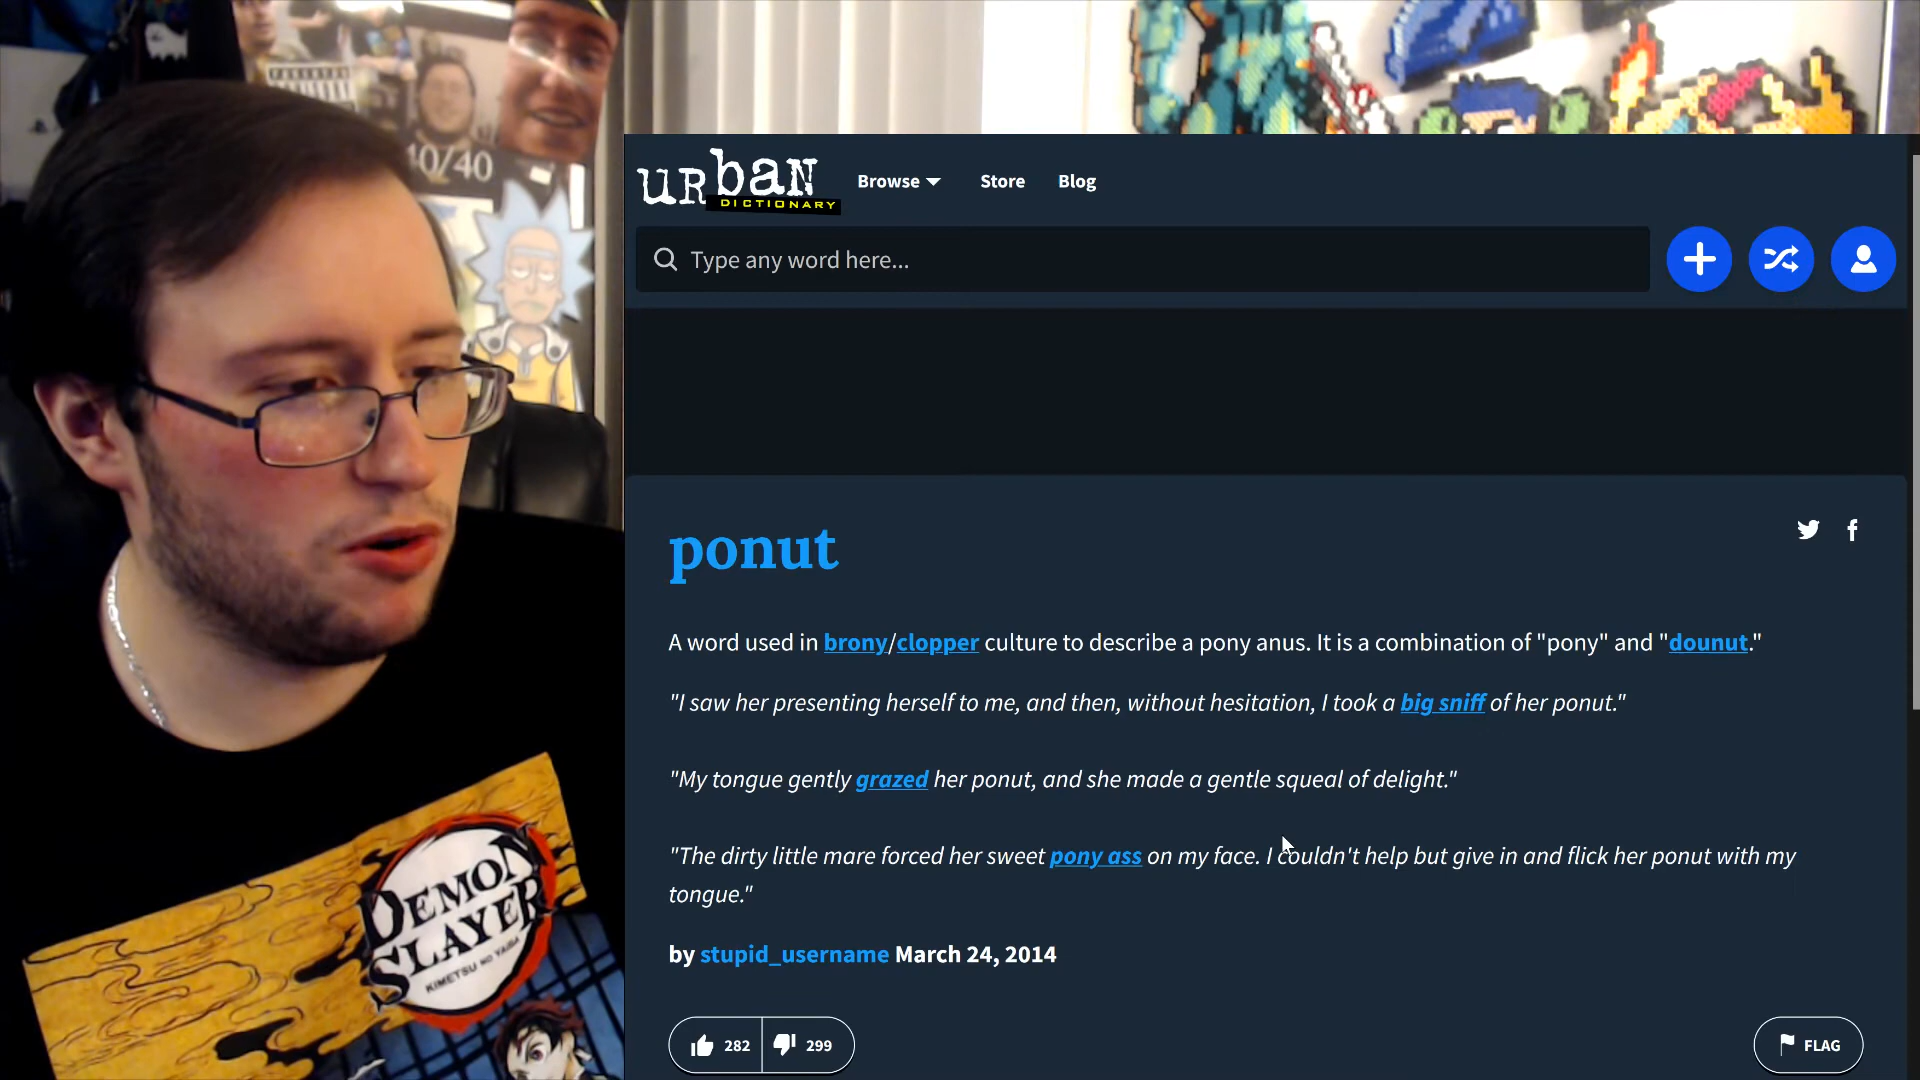 40/40
urban
DICTIONARY
Browse
Store
Blog
Type any word here...
ponut
A word used in brony/clopper culture to describe a pony anus. It is a combination of "pony" and "dounut."
"I saw her presenting herself to me, and then, without hesitation, I took a big sniff of her ponut."
"My tongue gently grazed her ponut, and she made a gentle squeal of delight."
"The dirty little mare forced her sweet pony ass on my face. I couldn't help but give in and flick her ponut with my
tongue."
by stupid_username March 24, 2014
282
299
FLAG
DEMON
SLAYER
KIMETSU NO YAIBA